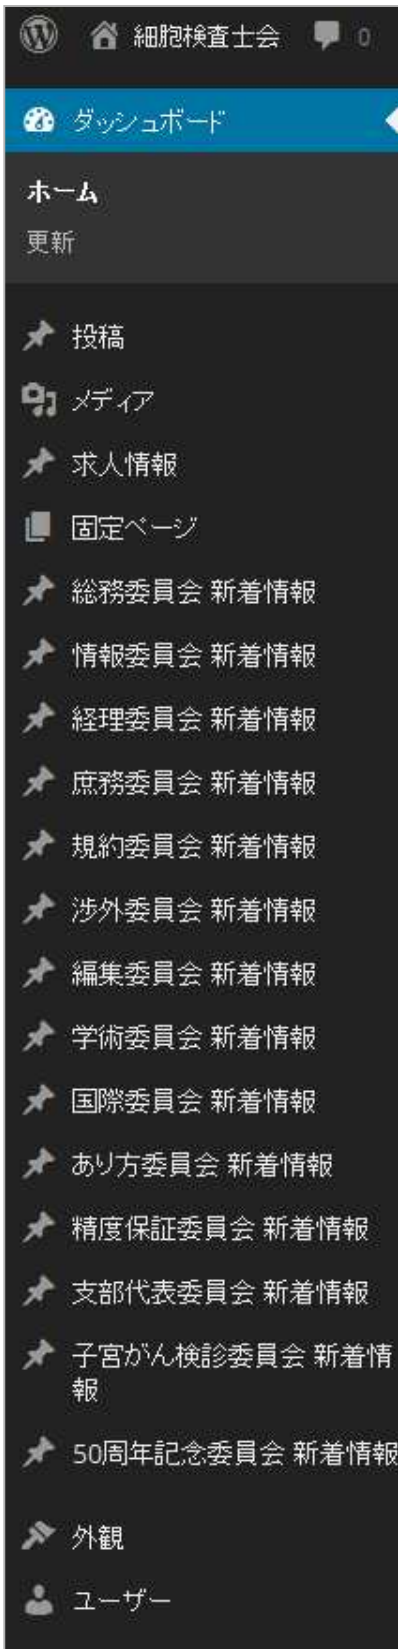 細胞検査士会 0
ダッシュボード
ホーム
更新
投稿
メディア
求人情報
固定ページ
総務委員会 新着情報
情報委員会 新着情報
経理委員会 新着情報
庶務委員会 新着情報
規約委員会 新着情報
渉外委員会 新着情報
編集委員会 新着情報
学術委員会 新着情報
国際委員会 新着情報
あり方委員会 新着情報
精度保証委員会 新着情報
支部代表委員会 新着情報
子宮がん検診委員会 新着情
報
50周年記念委員会 新着情報
外観
ユーザー